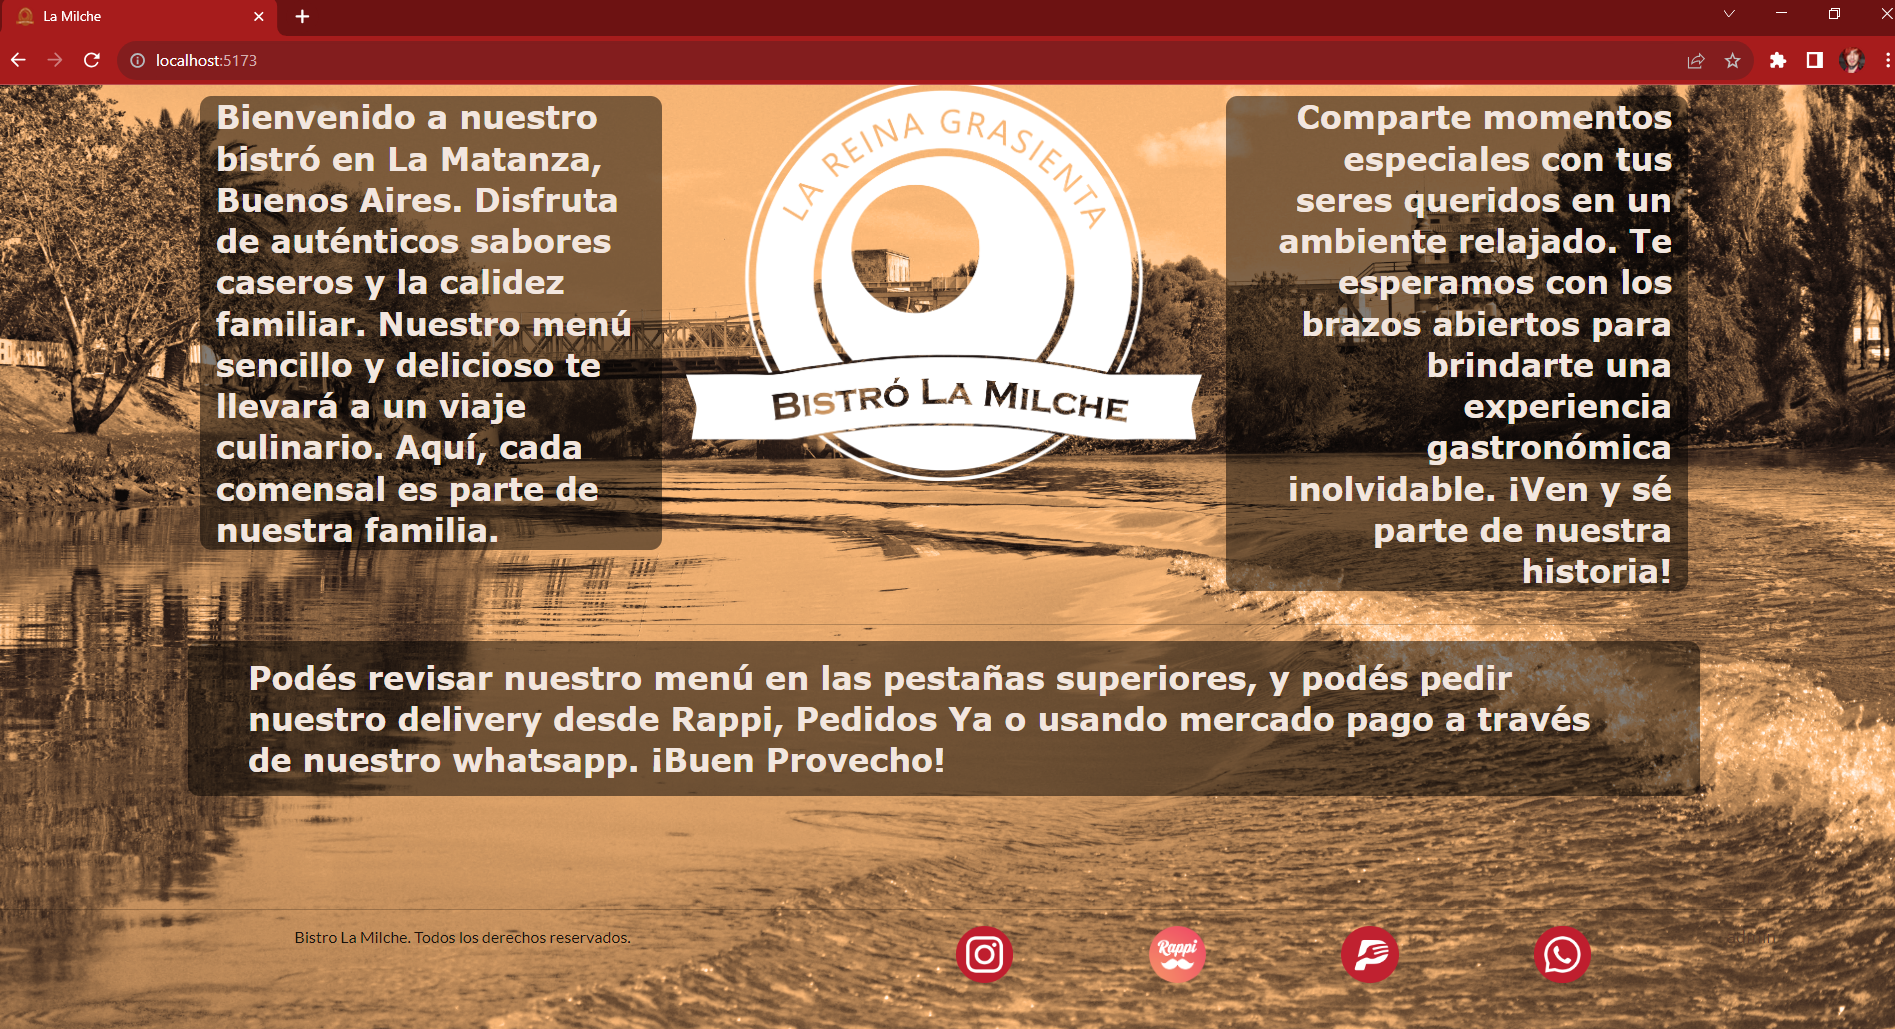 La Milche
localhost:5173
Bienvenido a nuestro
bistró en La Matanza,
Buenos Aires. Disfruta
de auténticos sabores
caseros y la calidez
familiar. Nuestro menú
sencillo y delicioso te
llevará a un viaje
culinario. Aquí, cada
comensal es parte de
nuestra familia.
LA REINA GRASIENTA
BISTRÓ LA MILCHE
Comparte momentos
especiales con tus
seres queridos en un
ambiente relajado. Te
esperamos con los
brazos abiertos para
brindarte una
experiencia
gastronómica
inolvidable. ¡Ven y sé
parte de nuestra
historia!
Podés revisar nuestro menú en las pestañas superiores, y podés pedir
nuestro delivery desde Rappi, Pedidos Ya o usando mercado pago a través
de nuestro whatsapp. ¡Buen Provecho!
Bistro La Milche. Todos los derechos reservados.
Rappi